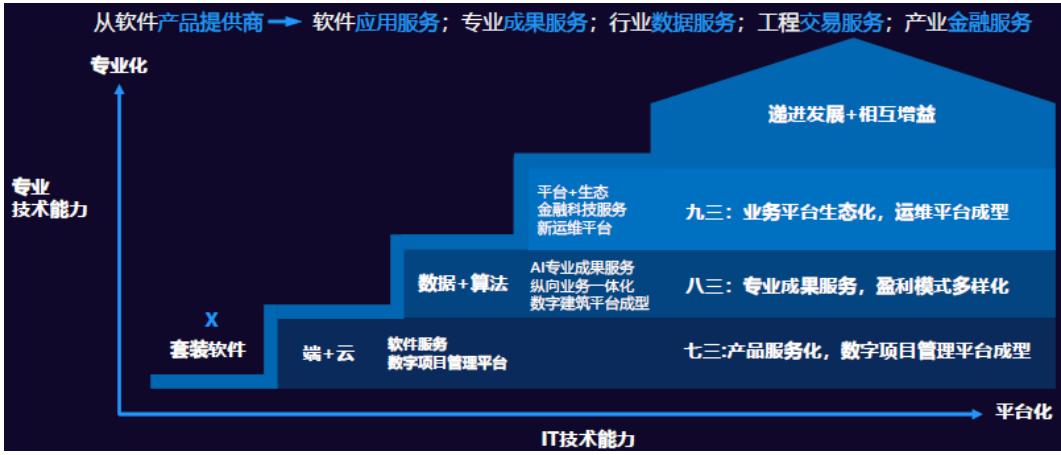 从软件产品提供商 软件应用服务；专业成果服务；行业数据服务；工程交易服务；产业金融服务
专业化
递进发展+相互增益
专业
技术能力
平台+生态
金融科技服务
新运维平台
九三：业务平台生态化，运维平台成型
数据+算法
AI专业成果服务
纵向业务一体化
数字建筑平台成型
八三：专业成果服务，盈利模式多样化
X
套装软件
端+云
软件服务
数字项目管理平台
七三:产品服务化，数字项目管理平台成型
平台化
IT技术能力